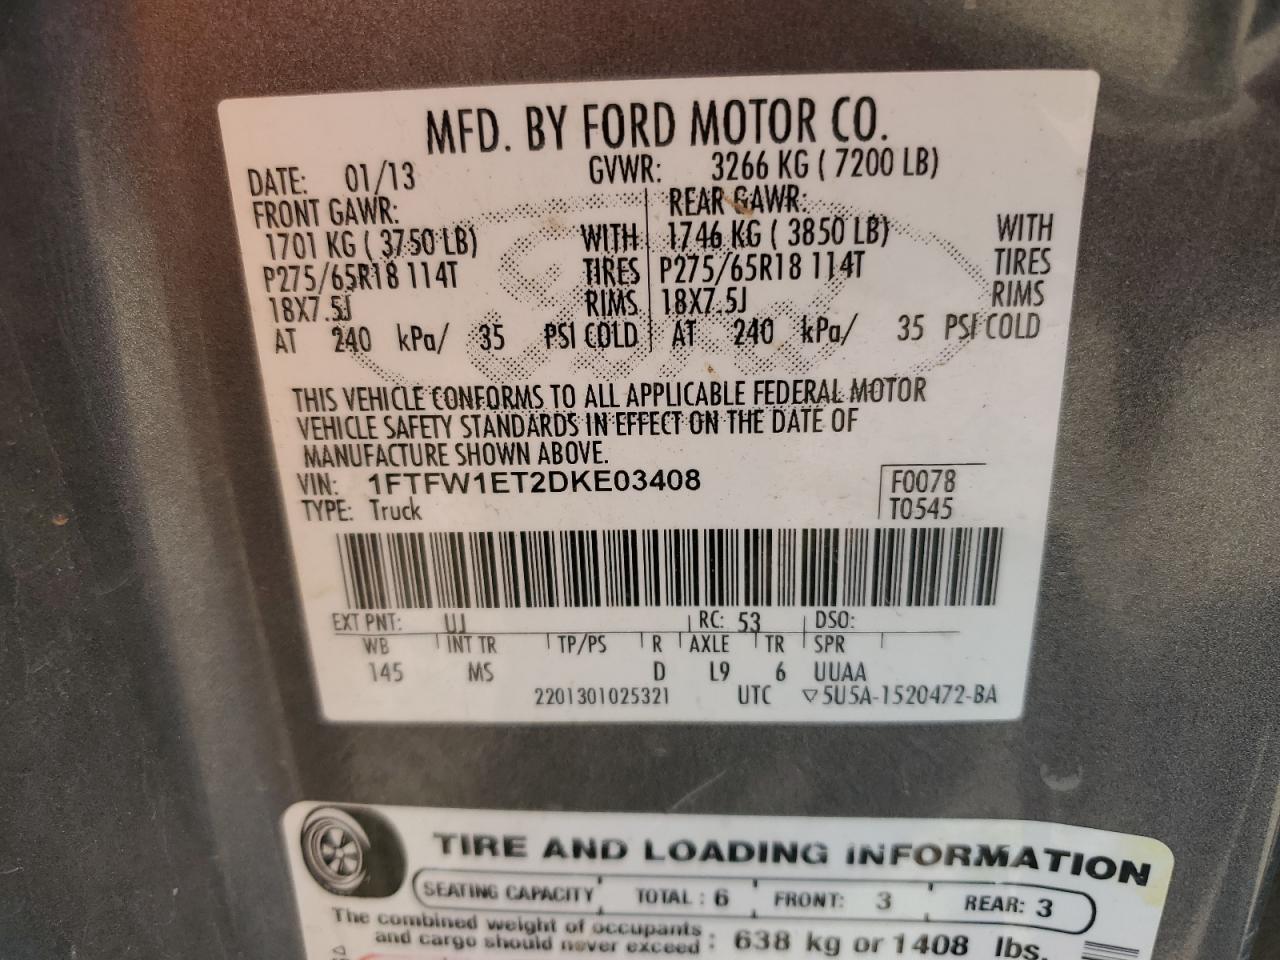 MFD. BY FORD MOTOR CO.
DATE: 01/13 GVWR: 3266 KG ( 7200 LB)
FRONT GAWR: REAR GAWR:
1701 KG ( 3750 LB) WITH 1746 KG ( 3850 LB) WITH
P275/65R18 114T TIRES P275/65R18 114T TIRES
18X7.5J RIMS 18X7.5J RIMS
AT 240 kPa/ 35 PSI COLD AT 240 kPa/ 35 PSI COLD
THIS VEHICLE CONFORMS TO ALL APPLICABLE FEDERAL MOTOR
VEHICLE SAFETY STANDARDS IN EFFECT ON THE DATE OF
MANUFACTURE SHOWN ABOVE.
VIN: 1FTFW1ET2DKE03408 F0078
TYPE: Truck T0545
EXT PNT: UJ RC: 53 DSO:
WB INT TR TP/PS R AXLE TR SPR
145 MS D L9 6 UUAA
2201301025321 UTC ▽5U5A-1520472-BA
TIRE AND LOADING INFORMATION
SEATING CAPACITY TOTAL : 6 FRONT: 3 REAR: 3
The combined weight of occupants
and cargo should never exceed : 638 kg or 1408 lbs.